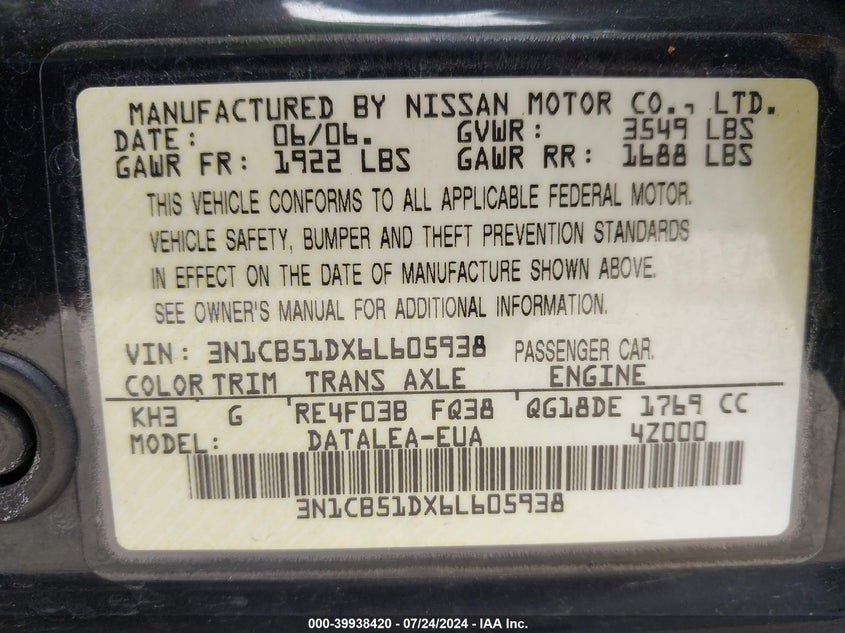 MANUFACTURED BY NISSAN MOTOR CO., LTD.
DATE: 06/06. GVWR: 3549 LBS
GAWR FR: 1922 LBS GAWR RR: 1688 LBS
THIS VEHICLE CONFORMS TO ALL APPLICABLE FEDERAL MOTOR.
VEHICLE SAFETY, BUMPER AND THEFT PREVENTION STANDARDS
IN EFFECT ON THE DATE OF MANUFACTURE SHOWN ABOVE.
SEE OWNER'S MANUAL FOR ADDITIONAL INFORMATION.
VIN: 3N1CB51DX6L605938 PASSENGER CAR.
COLOR TRIM TRANS AXLE ENGINE
KH3 G RE4F03B FQ38 QG18DE 1769 CC
MODEL: DATALEA-EUA 4Z000
3N1CB51DX6L605938
000-39938420 - 07/24/2024 - IAA Inc.